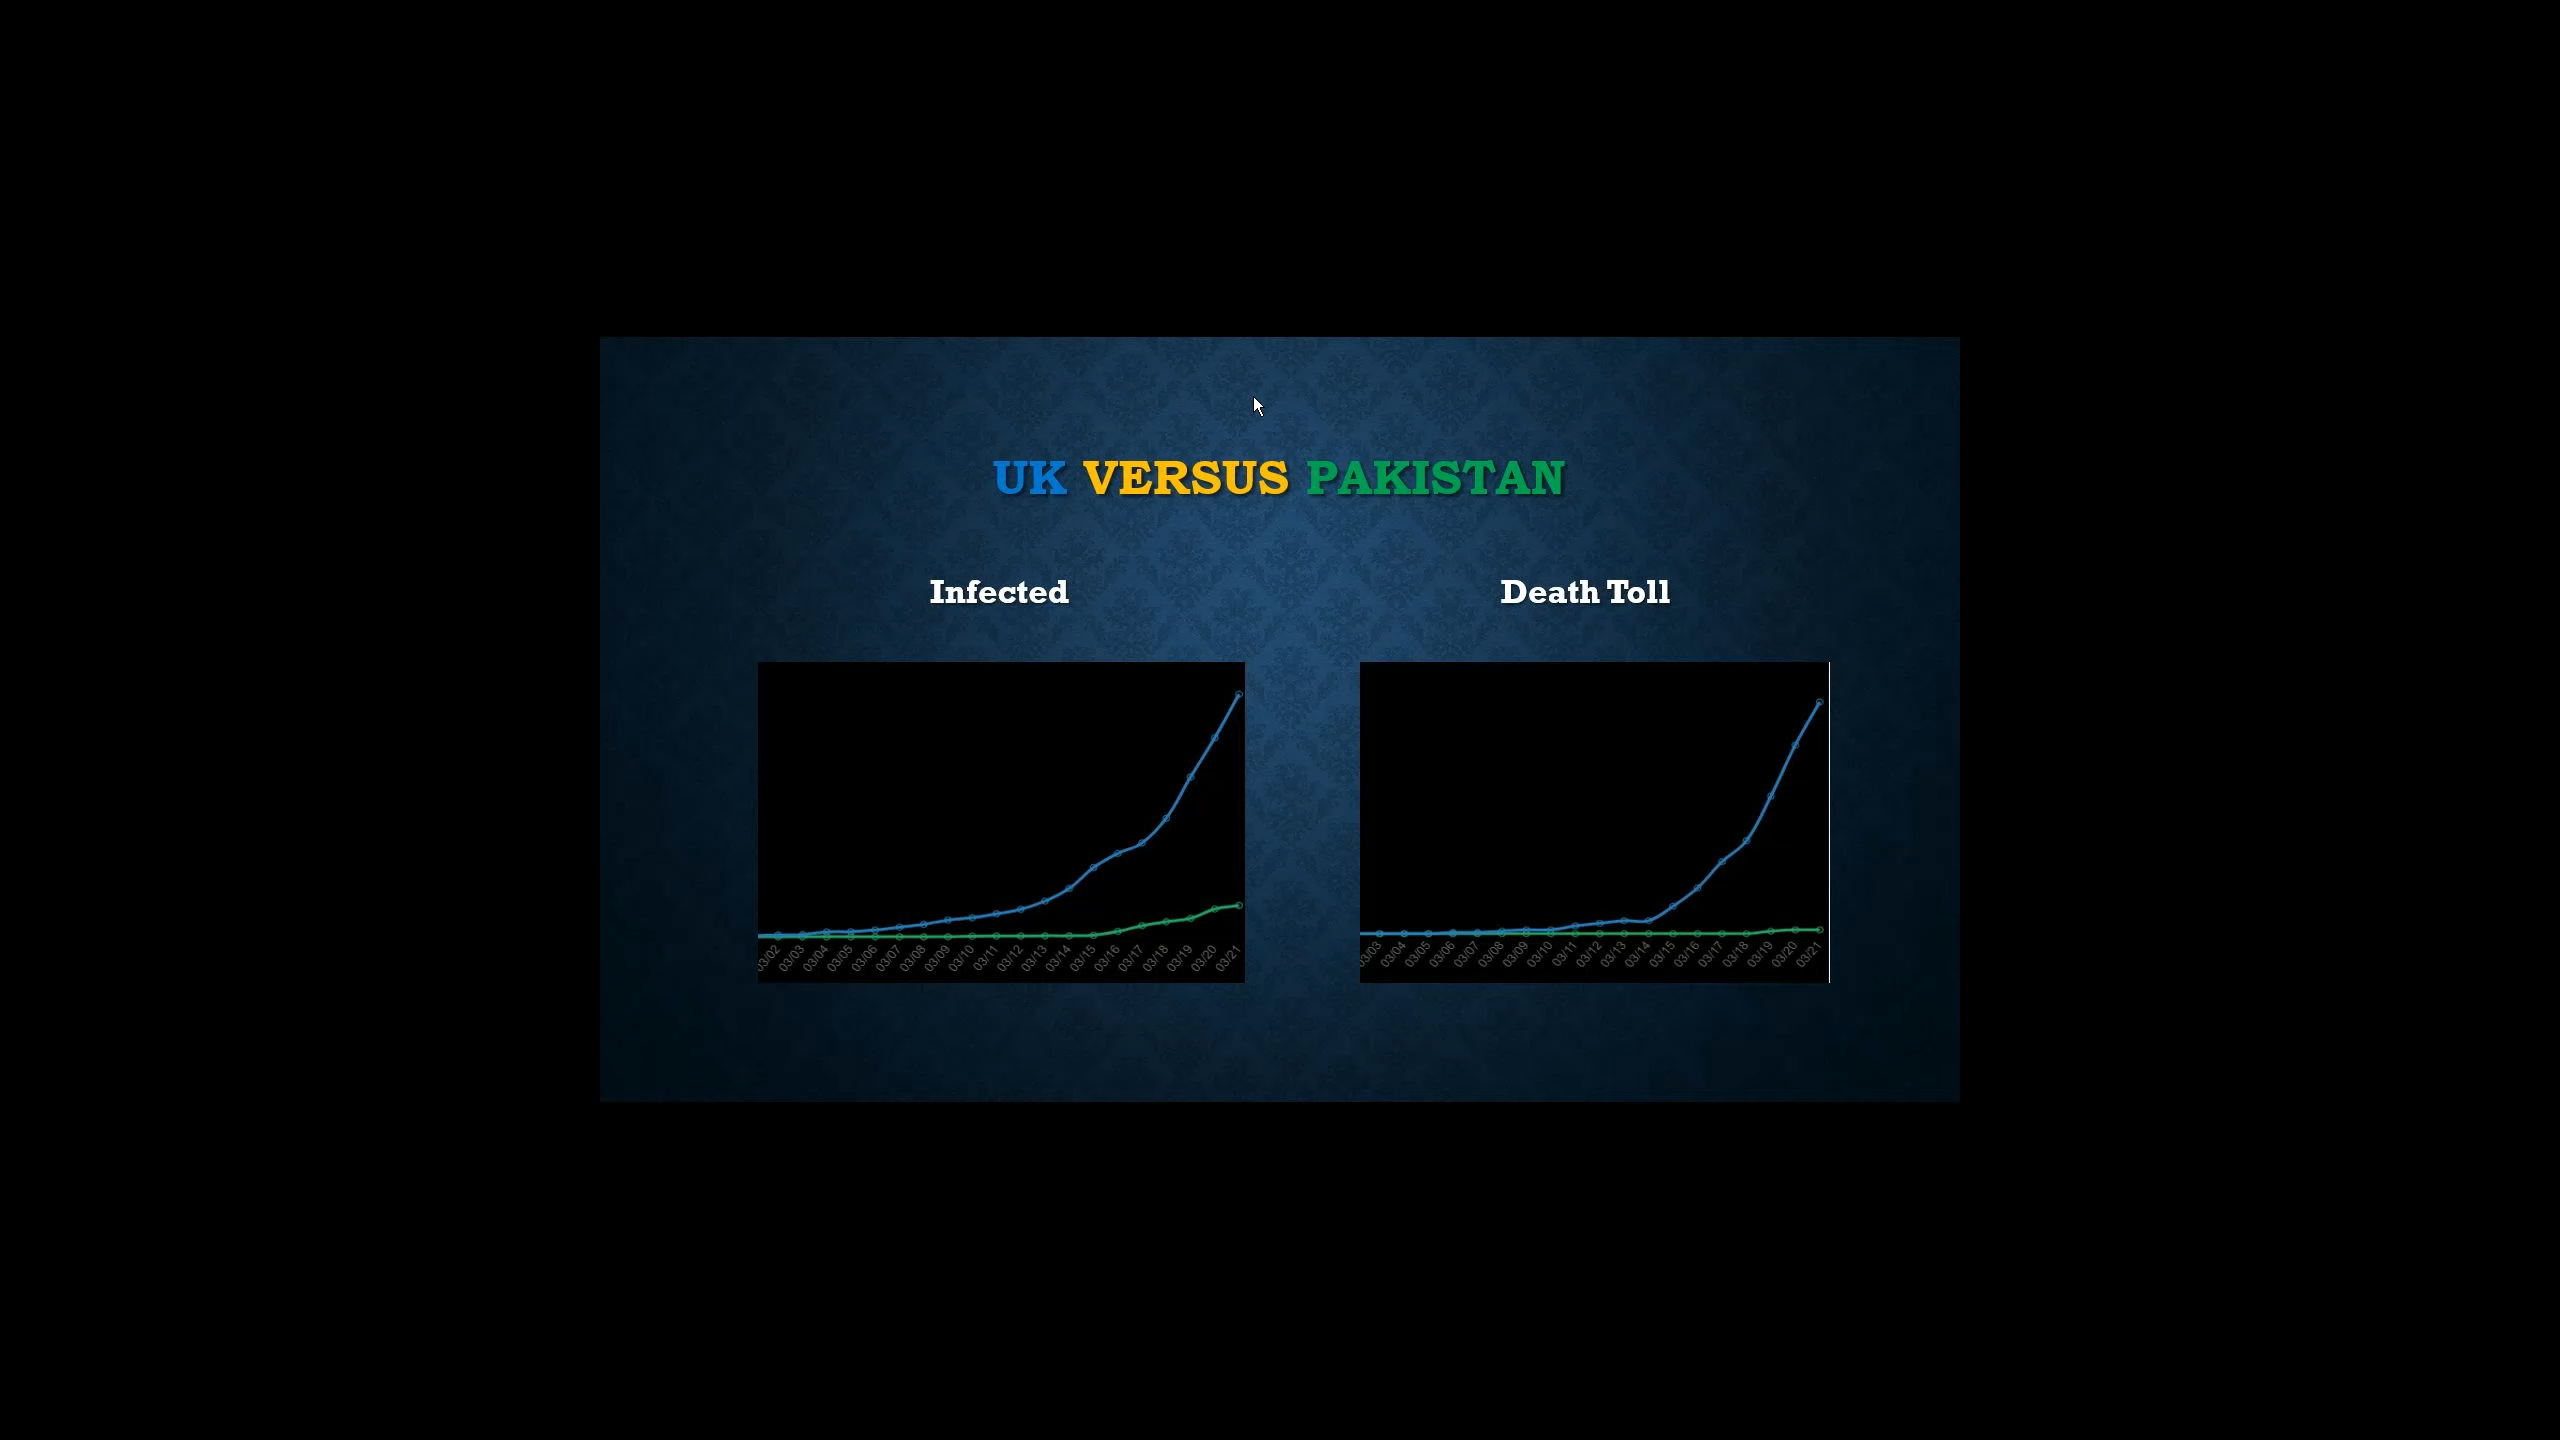 UK VERSUS PAKISTAN
Infected
Death Toll
03/02 03/03 03/04 03/05 03/06 03/07 03/08 03/09 03/10 03/11 03/12 03/13 03/14 03/15 03/16 03/17 03/18 03/19 03/20 03/21
03/03 03/04 03/05 03/06 03/07 03/08 03/09 03/10 03/11 03/12 03/13 03/14 03/15 03/16 03/17 03/18 03/19 03/20 03/21